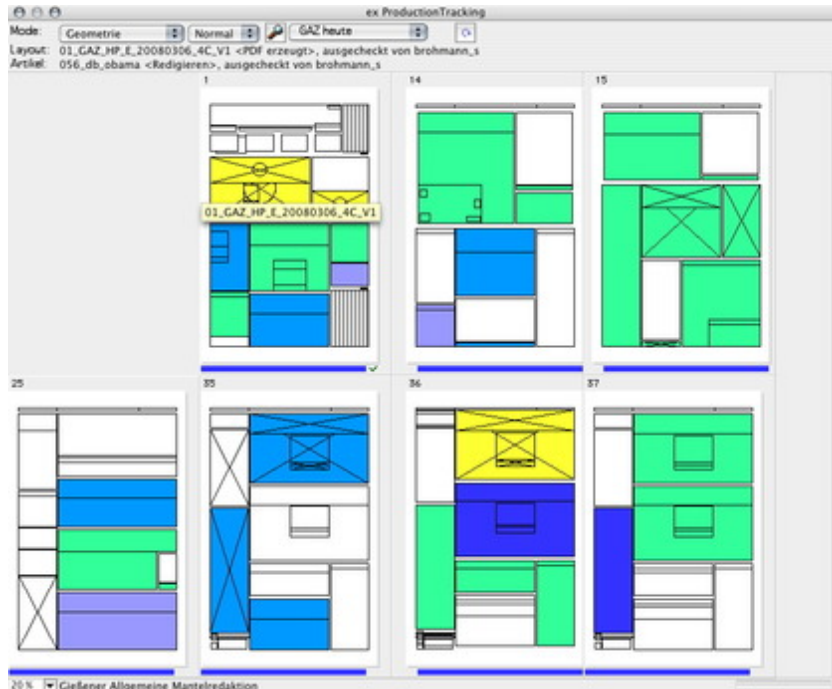 ex ProductionTracking
Mode: Geometrie Normal GAZ heute
Layout: 01_GAZ_HP_E_20080306_4C_V1 <PDF erzeugt>, ausgecheckt von brohmann_s
Artikel: 056_db_obama <Redigieren>, ausgecheckt von brohmann_s
1 14 15
01_GAZ_HP_E_20080306_4C_V1
25 35 36 37
20 % Gießener Allgemeine Mantelredaktion